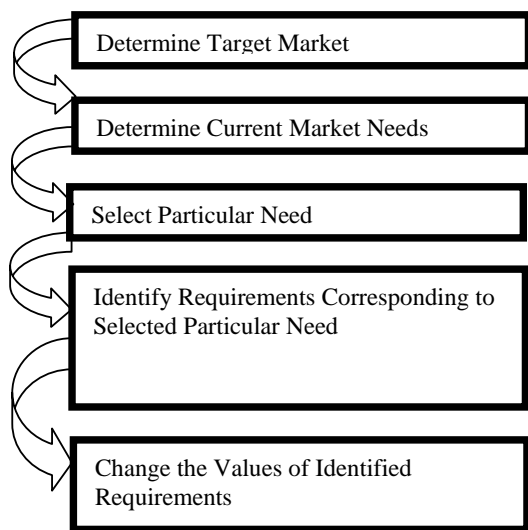 Determine Target Market
Determine Current Market Needs
Select Particular Need
Identify Requirements Corresponding to
Selected Particular Need
Change the Values of Identified
Requirements